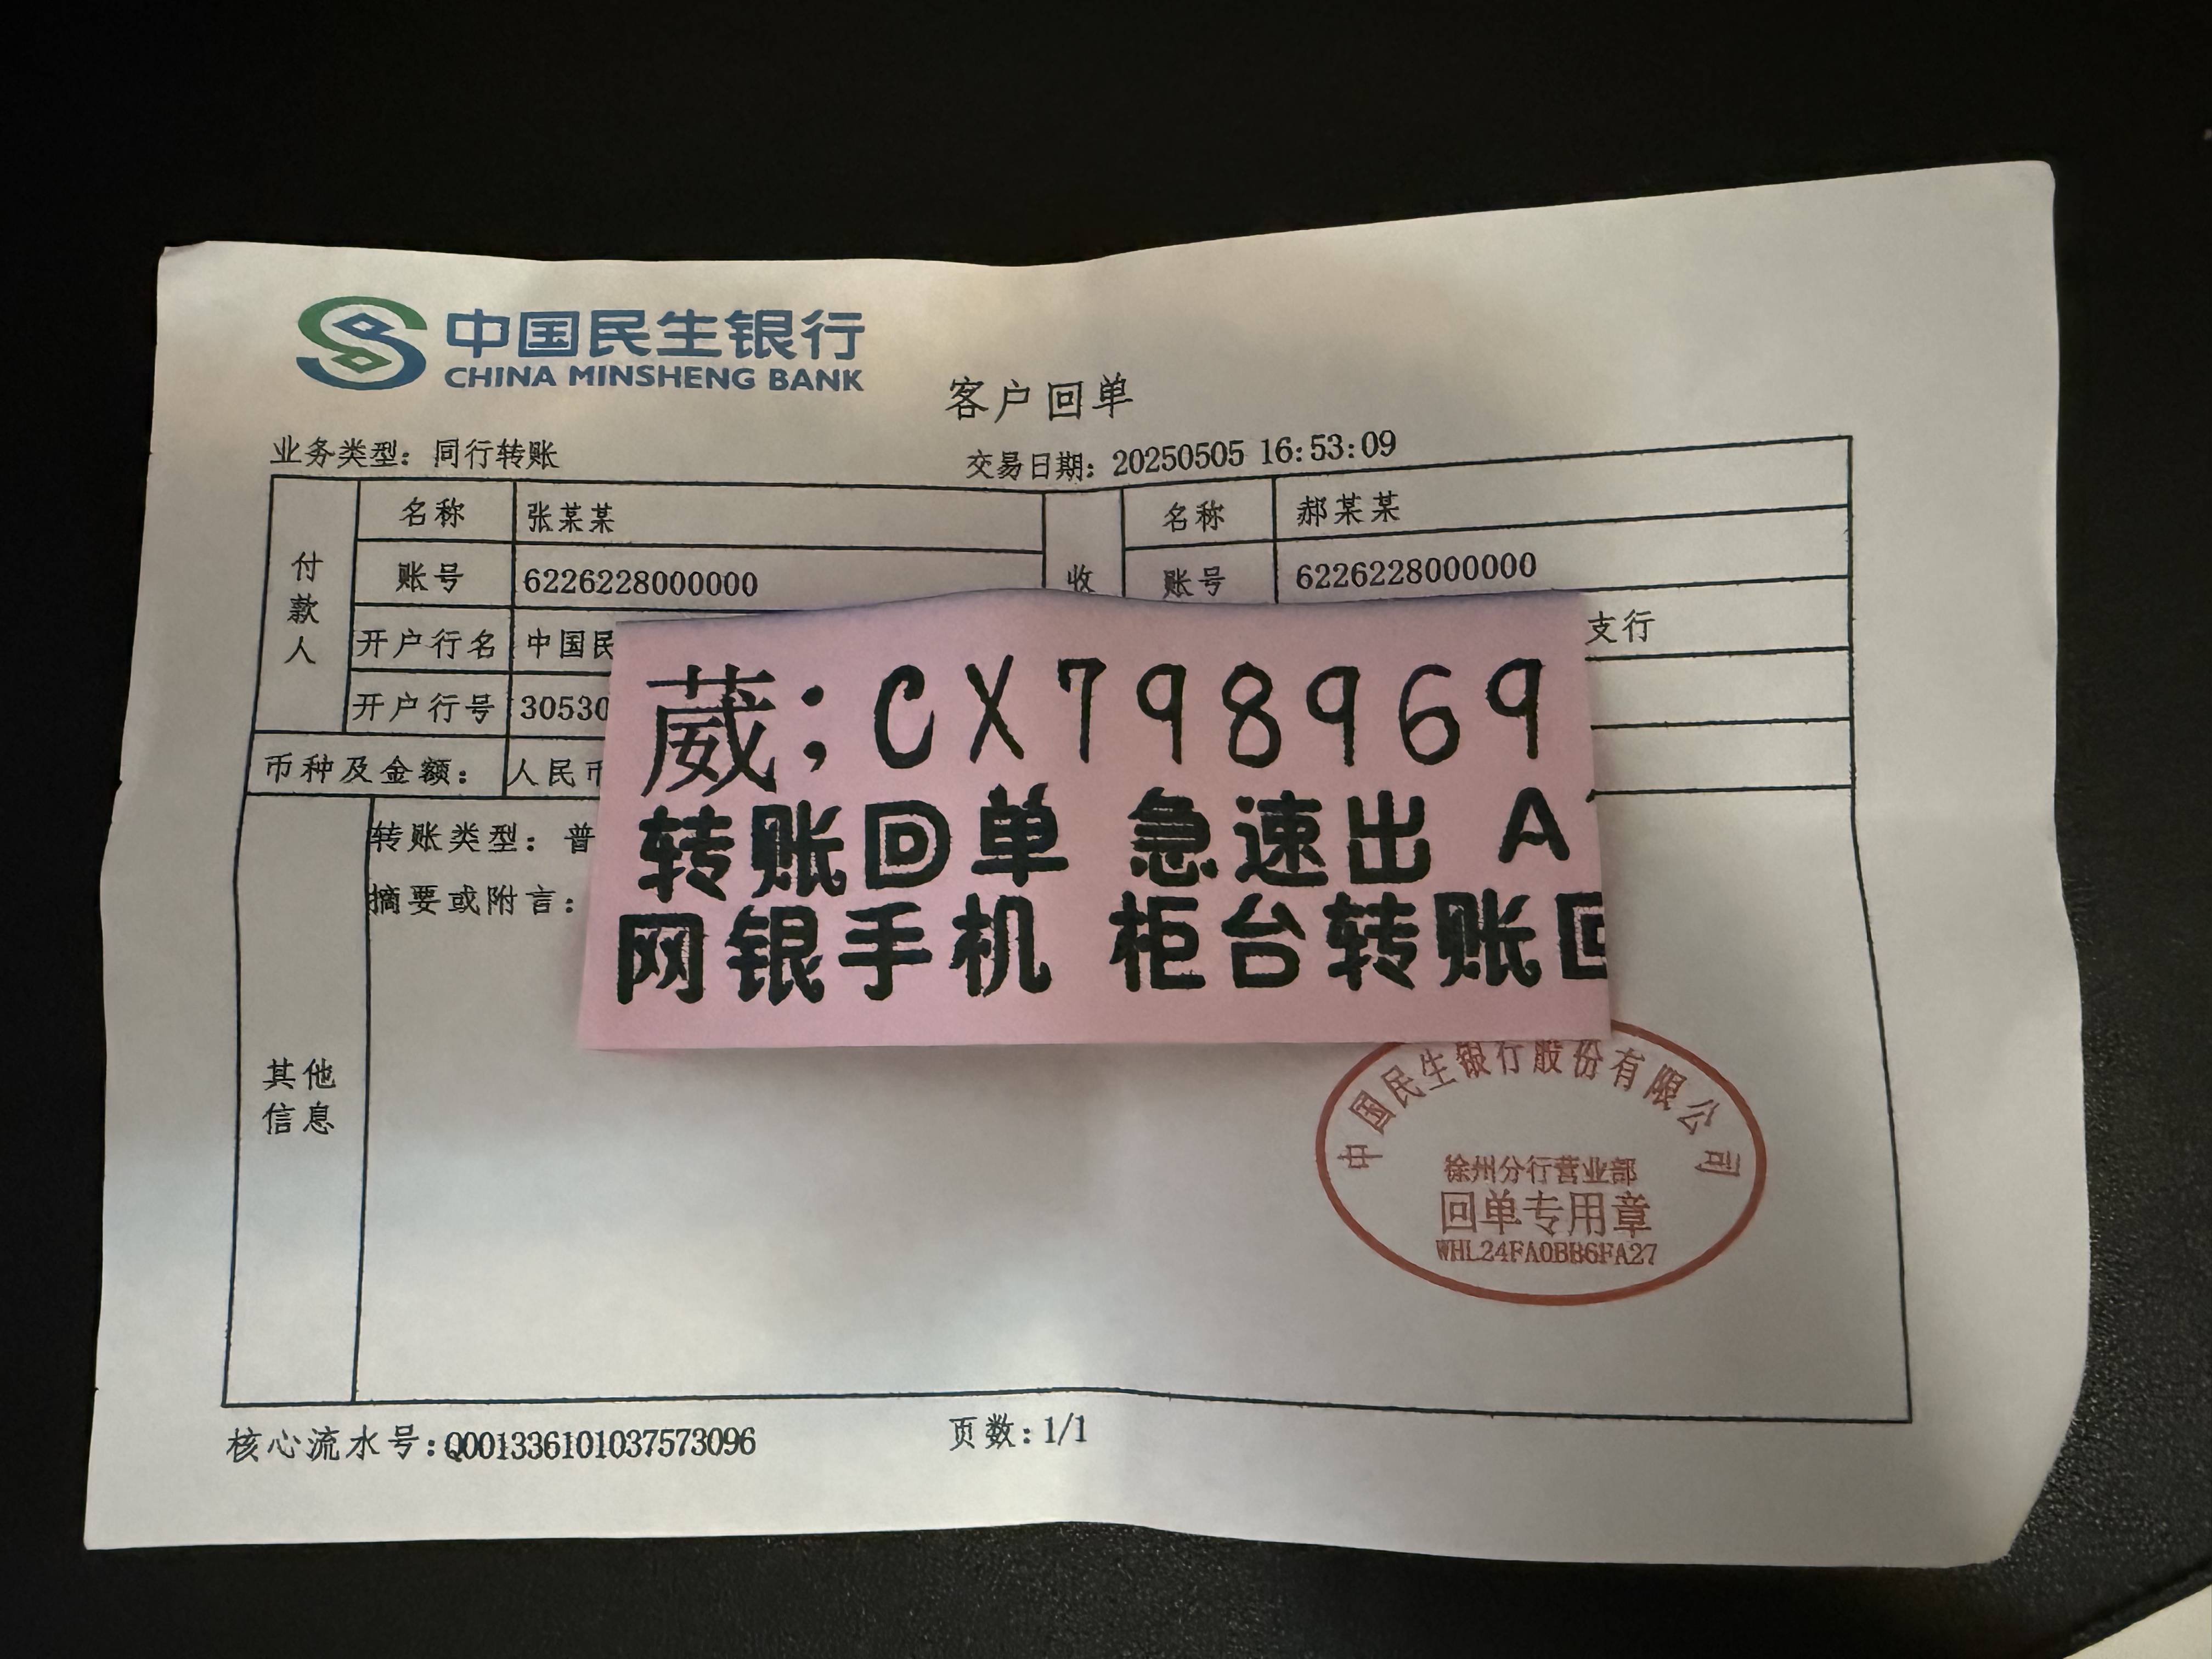 中国民生银行
CHINA MINSHENG BANK
客户回单
业务类型：同行转账
交易日期：20250505 16:53:09
付款人
名称
张某某
收
名称
郝某某
账号
6226228000000
账号
6226228000000
开户行名
中国民
支行
开户行号
30530
币种及金额：
人民币
葳；CX798969
转账回单 急速出 A
网银手机 柜台转账回
转账类型：普
摘要或附言：
其他信息
中国民生银行股份有限公司
徐州分行营业部
回单专用章
WHL24FA0BB6FA27
核心流水号：Q001336101037573096
页数：1/1